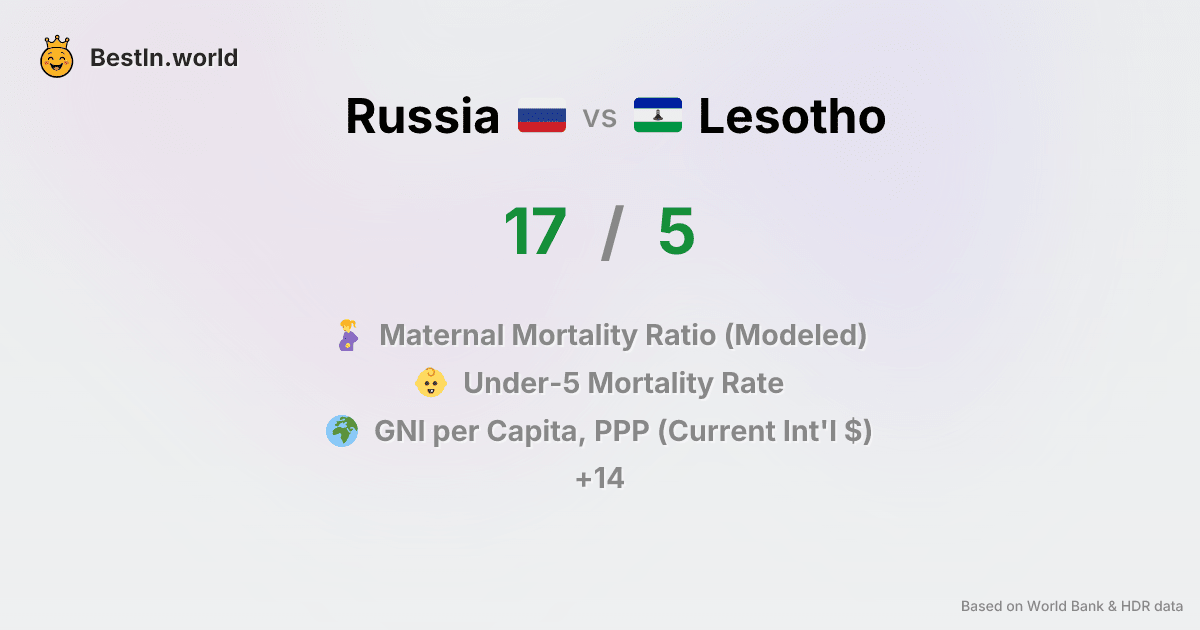 BestIn.world
Russia vs Lesotho
17 / 5
Maternal Mortality Ratio (Modeled)
Under-5 Mortality Rate
GNI per Capita, PPP (Current Int'l $)
+14
Based on World Bank & HDR data